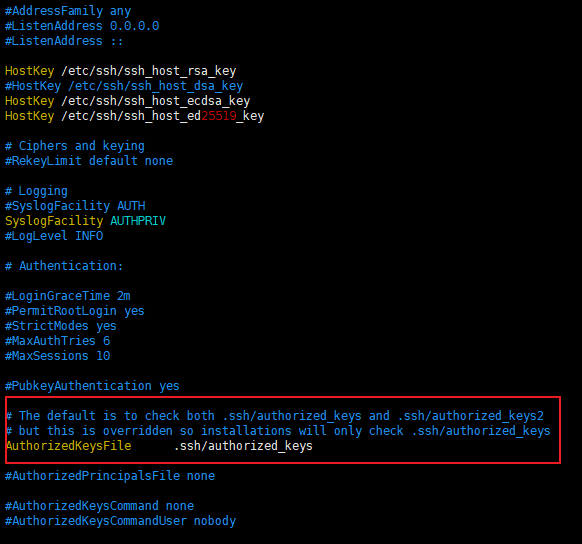 #AddressFamily any
#ListenAddress 0.0.0.0
#ListenAddress ::
HostKey /etc/ssh/ssh_host_rsa_key
#HostKey /etc/ssh/ssh_host_dsa_key
HostKey /etc/ssh/ssh_host_ecdsa_key
HostKey /etc/ssh/ssh_host_ed25519_key
# Ciphers and keying
#RekeyLimit default none
# Logging
#SyslogFacility AUTH
SyslogFacility AUTHPRIV
#LogLevel INFO
# Authentication:
#LoginGraceTime 2m
#PermitRootLogin yes
#StrictModes yes
#MaxAuthTries 6
#MaxSessions 10
#PubkeyAuthentication yes
# The default is to check both .ssh/authorized_keys and .ssh/authorized_keys2
# but this is overridden so installations will only check .ssh/authorized_keys
AuthorizedKeysFile      .ssh/authorized_keys
#AuthorizedPrincipalsFile none
#AuthorizedKeysCommand none
#AuthorizedKeysCommandUser nobody